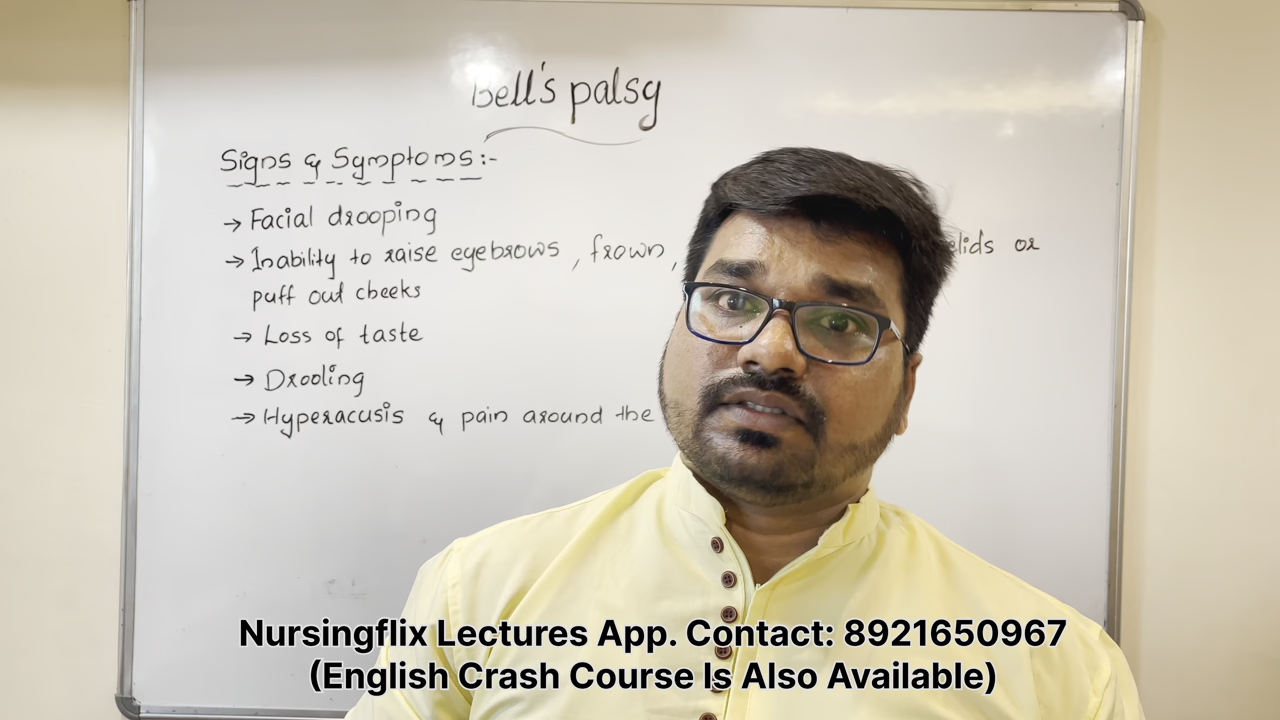 Bell's palsy
Signs & Symptoms:-
→ Facial drooping
→ Inability to raise eyebrows, frown, or
puff out cheeks
→ Loss of taste
→ Drooling
→ Hyperacusis & pain around the
Nursingflix Lectures App. Contact: 8921650967
(English Crash Course Is Also Available)